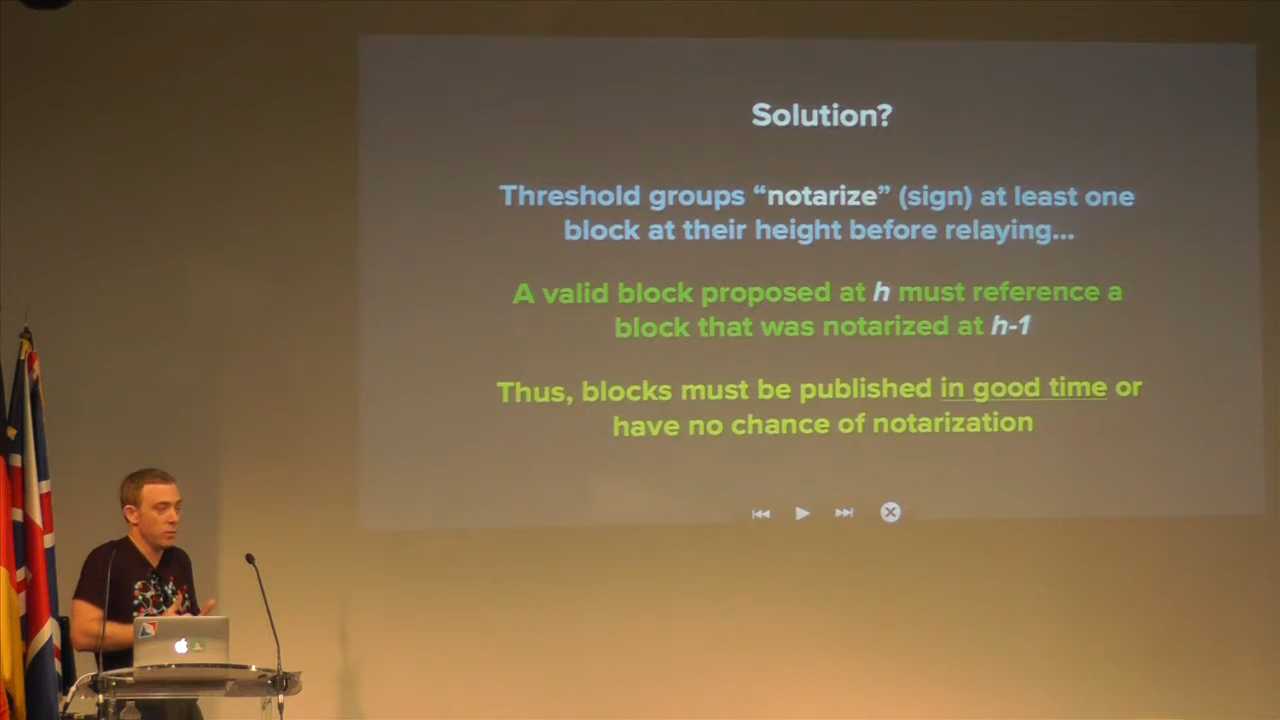 Solution?
Threshold groups “notarize” (sign) at least one
block at their height before relaying...
A valid block proposed at h must reference a
block that was notarized at h-1
Thus, blocks must be published in good time or
have no chance of notarization